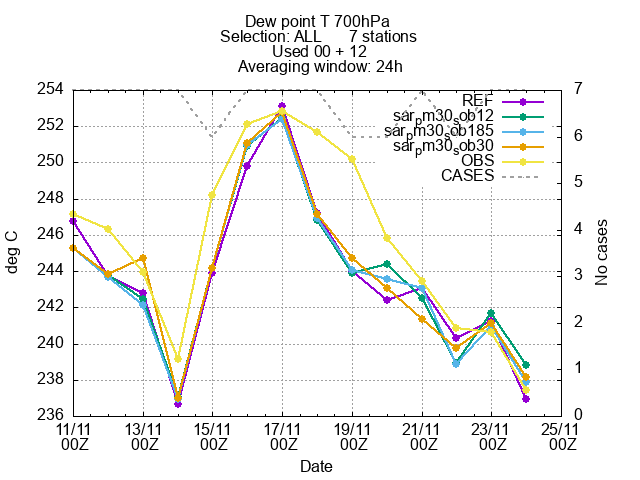 Dew point T 700hPa
Selection: ALL 7 stations
Used 00 + 12
Averaging window: 24h
254
252
250
248
246
244
242
240
238
236
deg C
7
6
5
4
3
2
1
0
No cases
REF
sarpm30sob12
sarpm30sob185
sarpm30sob30
OBS
CASES
11/11 13/11 15/11 17/11 19/11 21/11 23/11 25/11
00Z 00Z 00Z 00Z 00Z 00Z 00Z 00Z
Date